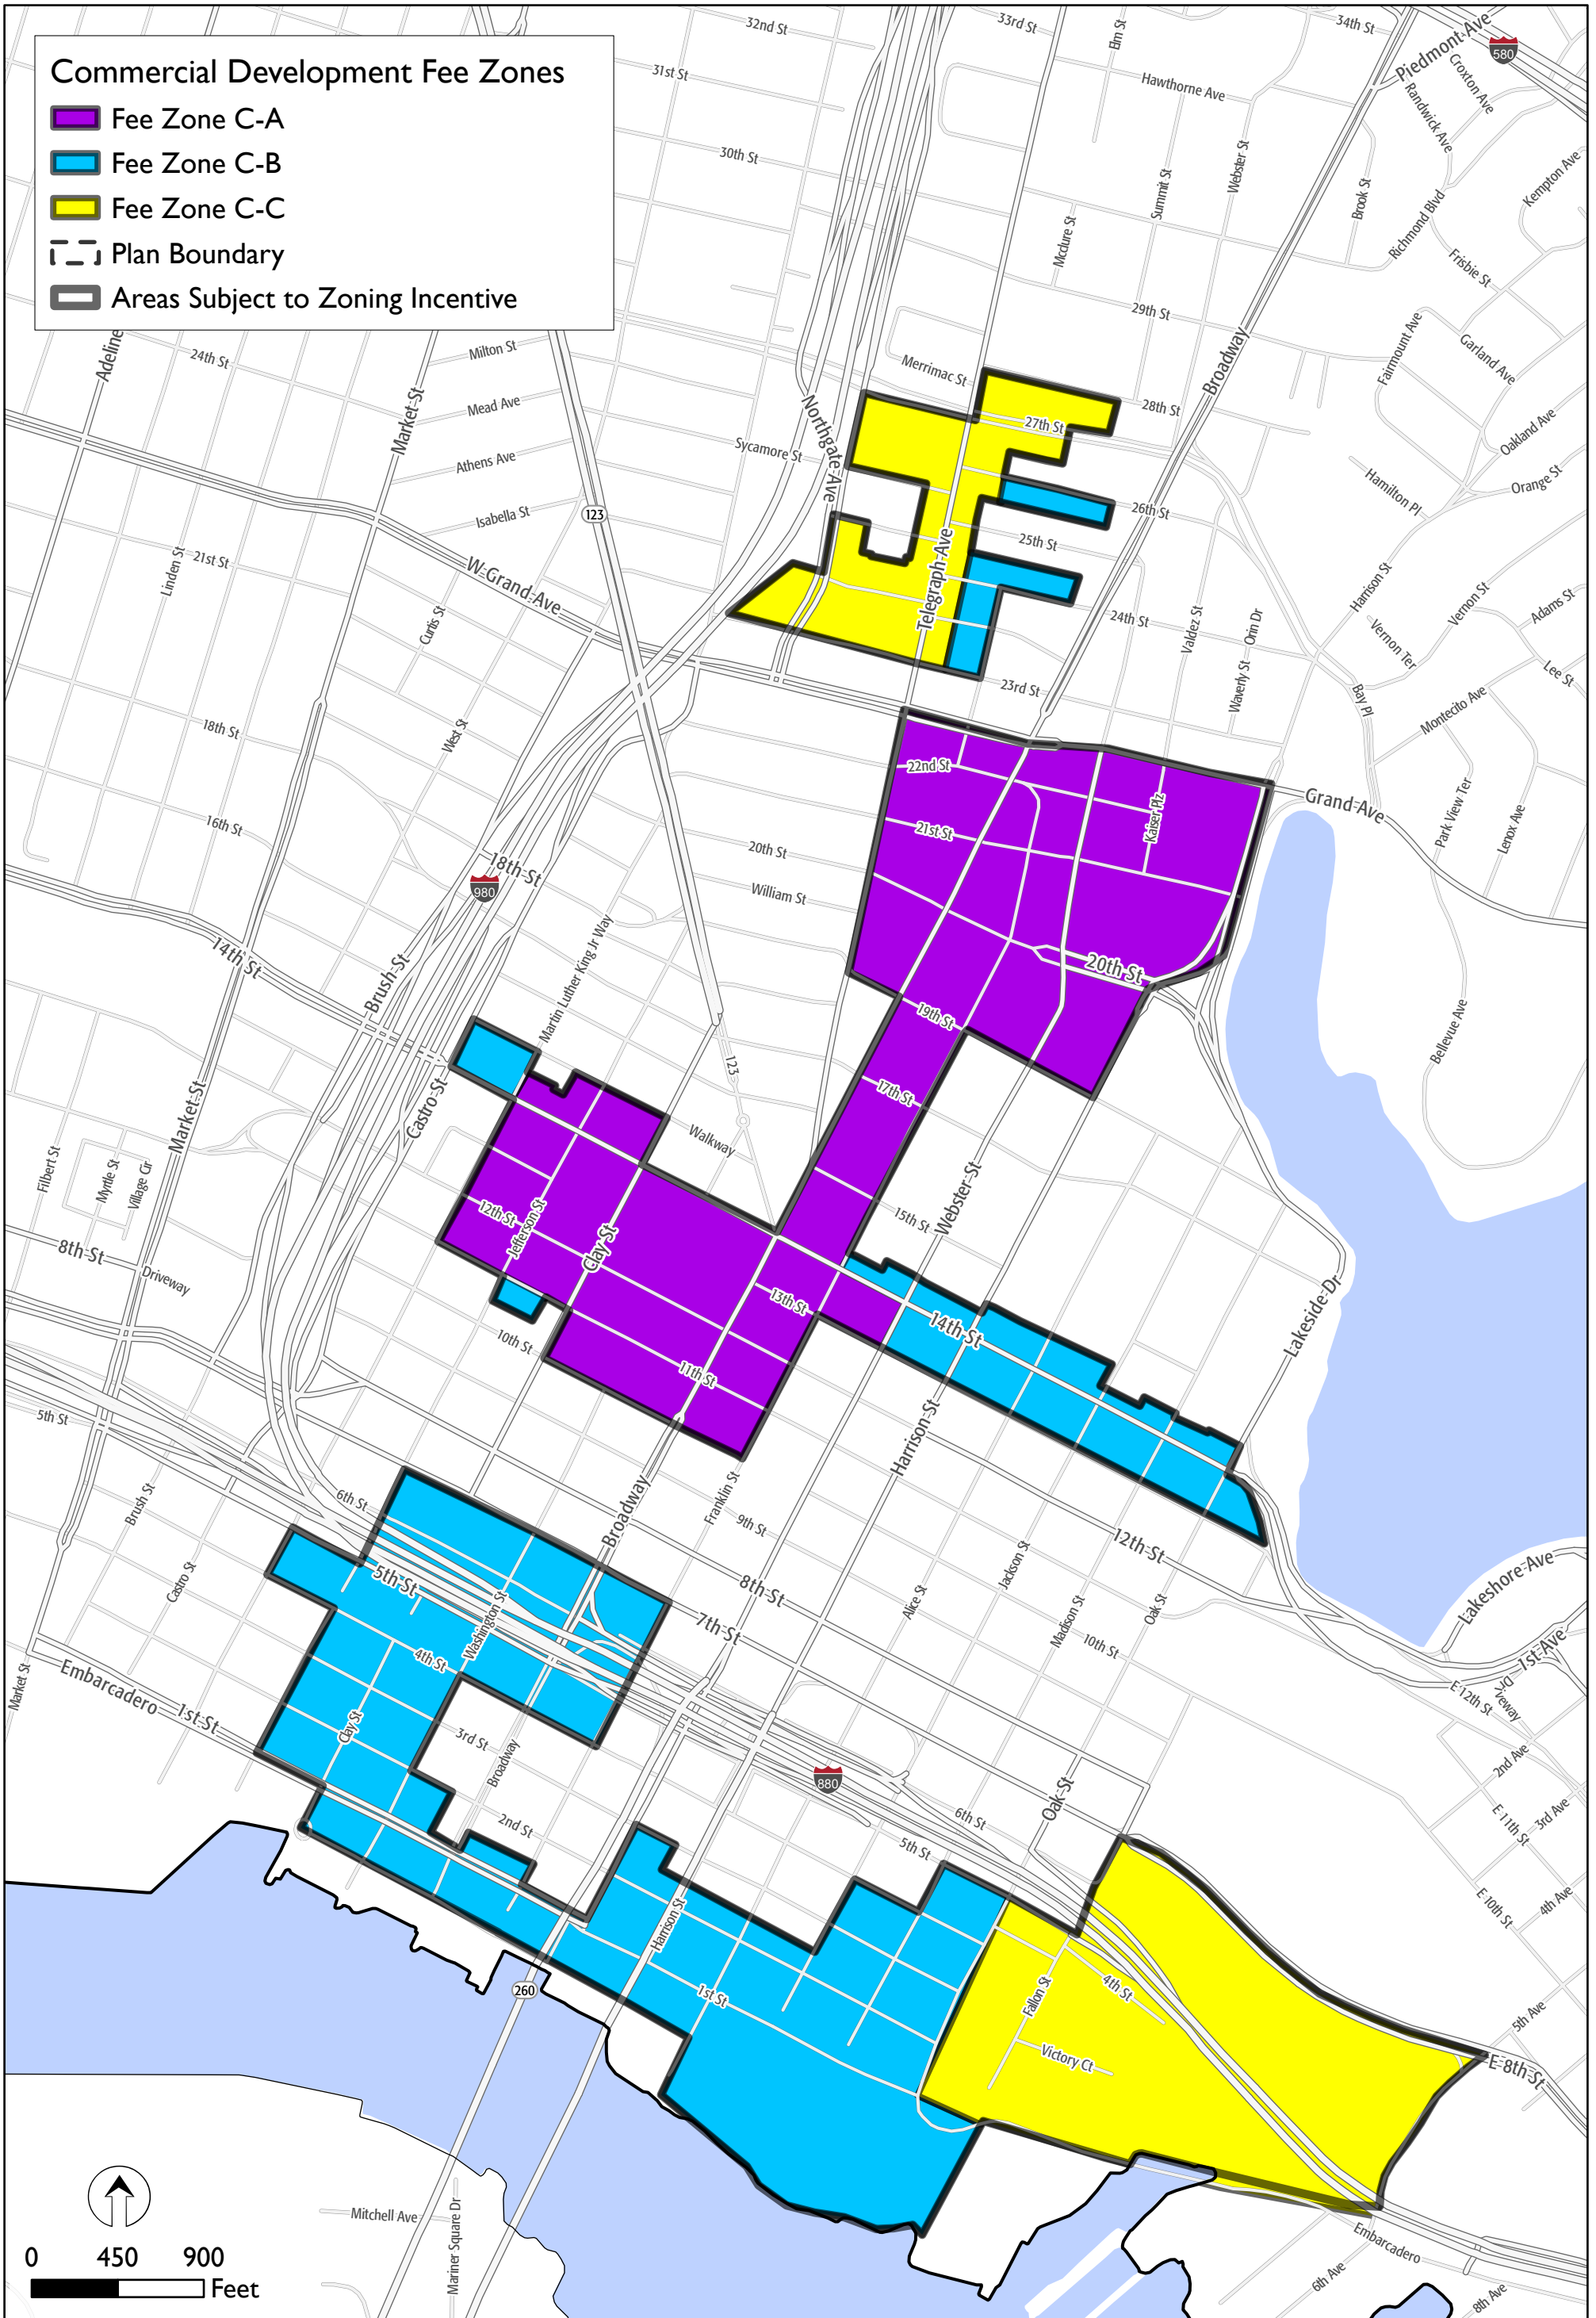 32nd St
33rd St
Elm St
34th St
Piedmont Ave
580
Commercial Development Fee Zones
Fee Zone C-A
Fee Zone C-B
Fee Zone C-C
Plan Boundary
Areas Subject to Zoning Incentive
31st St
Hawthorne Ave
Croxton Ave
Randwick Ave
30th St
Webster St
Summit St
Brook St
Kempton Ave
Mcclure St
Richmond Blvd
Frisbie St
29th St
Adeline
24th St
Milton St
Market St
Mead Ave
Athens Ave
Isabella St
123
Sycamore St
Northgate Ave
Merrimac St
27th St
28th St
Broadway
Fairmount Ave
Garland Ave
Oakland Ave
Hamilton Pl
Orange St
26th St
25th St
Telegraph Ave
24th St
Valdez St
Harrison St
Vernon St
Adams St
Vernon Ter
Orin Dr
Waverly St
Lee St
23rd St
Bay Pl
Montecito Ave
Linden St
21st St
W Grand Ave
Curtis St
West St
18th St
16th St
22nd St
21st St
Kaiser Plz
Grand Ave
Park View Ter
Lenox Ave
20th St
William St
18th St
980
14th St
Brush St
Martin Luther King Jr Way
20th St
19th St
17th St
Bellevue Ave
123
Castro St
Market St
Walkway
Filbert St
Myrtle St
Village Cir
8th St
Driveway
12th St
Jefferson St
Clay St
15th St
Webster St
13th St
14th St
Lakeside Dr
10th St
11th St
Harrison St
5th St
Brush St
6th St
Franklin St
Broadway
9th St
12th St
Castro St
5th St
Washington St
8th St
7th St
Alice St
Jackson St
Madison St
Oak St
10th St
Lakeshore Ave
1st Ave
Driveway
E 12th St
Market St
Embarcadero
1st St
4th St
Clay St
3rd St
Broadway
880
2nd St
6th St
5th St
Oak St
2nd Ave
3rd Ave
E 11th St
4th Ave
E 10th St
Harrison St
260
1st St
Fallon St
4th St
Victory Ct
5th Ave
E 8th St
Mitchell Ave
Mariner Square Dr
Embarcadero
6th Ave
8th Ave
0 450 900
Feet